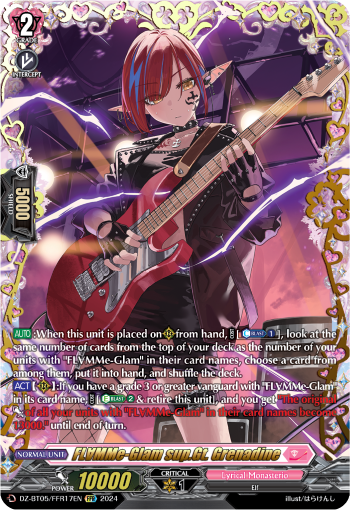 2
GRADE
INTERCEPT
5000
SHIELD
AUTO:When this unit is placed on R from hand, COST [C BLAST 1], look at the
same number of cards from the top of your deck as the number of your
units with "FLYMMe-Glam" in their card names, choose a card from
among them, put it into hand, and shuffle the deck.
ACT [R]:If you have a grade 3 or greater vanguard with "FLYMMe-Glam"
in its card name, COST [C BLAST 2 & retire this unit], and you get "The original
of all your units with "FLYMMe-Glam" in their card names become
13000." until end of turn.
NORMAL UNIT
FLYMMe-Glam sup.Gt. Grenadine
Lyrical Monasterio
POWER 10000
CRITICAL
1
Elf
DZ-BT05/FFR17EN FFR 2024
illust/はらけんし